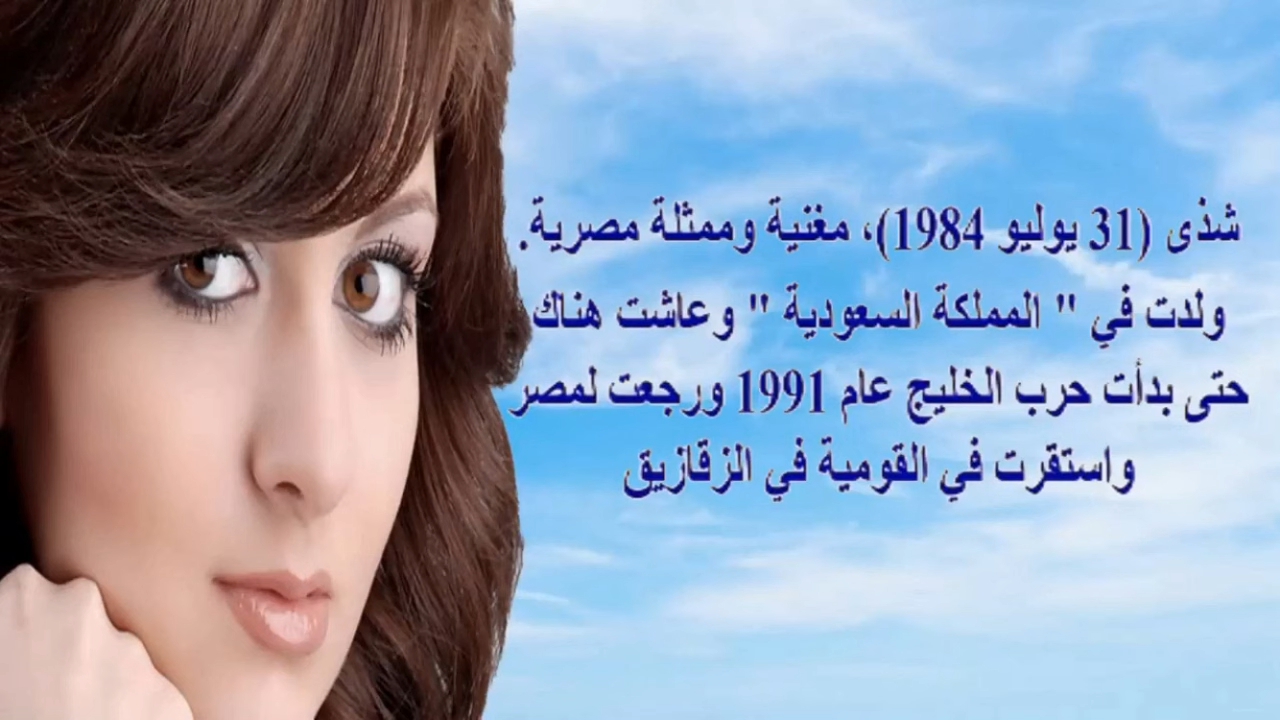 شذى (31 يوليو 1984)، مغنية وممثلة مصرية.
ولدت في " المملكة السعودية " وعاشت هناك
حتى بدأت حرب الخليج عام 1991 ورجعت لمصر
واستقرت في القومية في الزقازيق